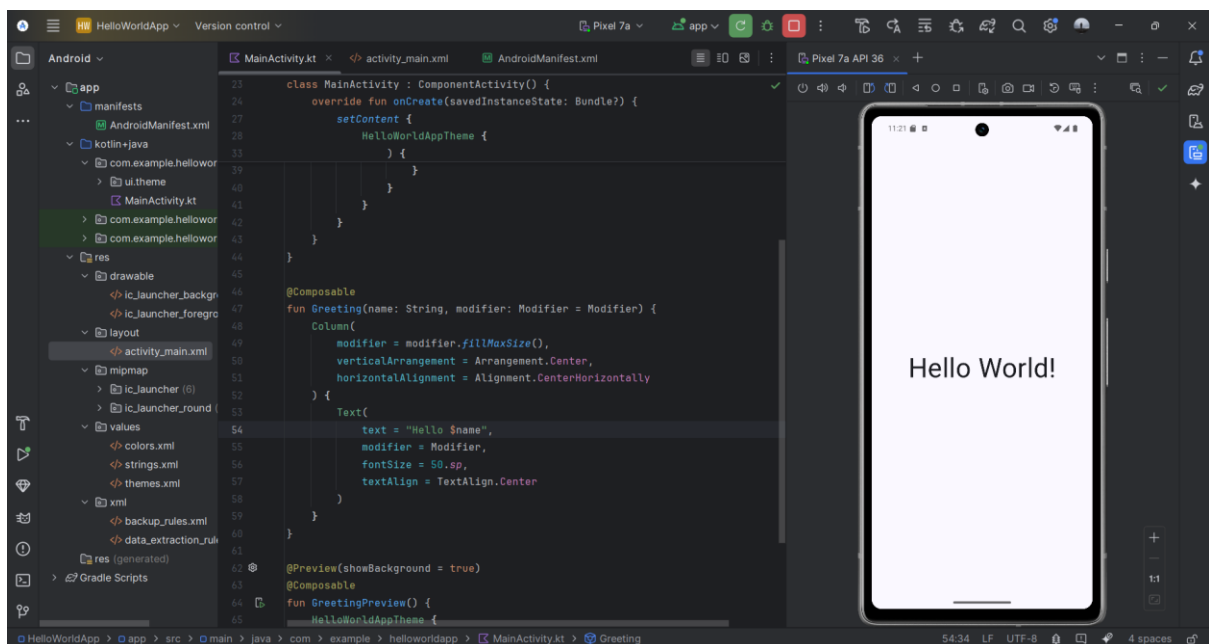 HW HelloWorldApp Version control Pixel 7a app
Android
app
manifests
AndroidManifest.xml
kotlin+java
com.example.hellowor
ui.theme
MainActivity.kt
com.example.hellowor
com.example.hellowor
res
drawable
ic_launcher_backgr
ic_launcher_foregro
layout
activity_main.xml
mipmap
ic_launcher (6)
ic_launcher_round (
values
colors.xml
strings.xml
themes.xml
xml
backup_rules.xml
data_extraction_rule
res (generated)
Gradle Scripts
MainActivity.kt activity_main.xml AndroidManifest.xml
23 class MainActivity : ComponentActivity() {
24 override fun onCreate(savedInstanceState: Bundle?) {
27 setContent {
28 HelloWorldAppTheme {
33 ) {
39 }
40 }
41 }
42 }
43 }
44 }
45
46 @Composable
47 fun Greeting(name: String, modifier: Modifier = Modifier) {
48 Column(
49 modifier = modifier.fillMaxSize(),
50 verticalArrangement = Arrangement.Center,
51 horizontalAlignment = Alignment.CenterHorizontally
52 ) {
53 Text(
54 text = "Hello $name",
55 modifier = Modifier,
56 fontSize = 50.sp,
57 textAlign = TextAlign.Center
58 )
59 }
60 }
61
62 @Preview(showBackground = true)
63 @Composable
64 fun GreetingPreview() {
65 HelloWorldAppTheme {
Pixel 7a API 36
11:21
Hello World!
1:1
HelloWorldApp > app > src > main > java > com > example > helloworldapp > MainActivity.kt > Greeting
54:34 LF UTF-8 4 spaces